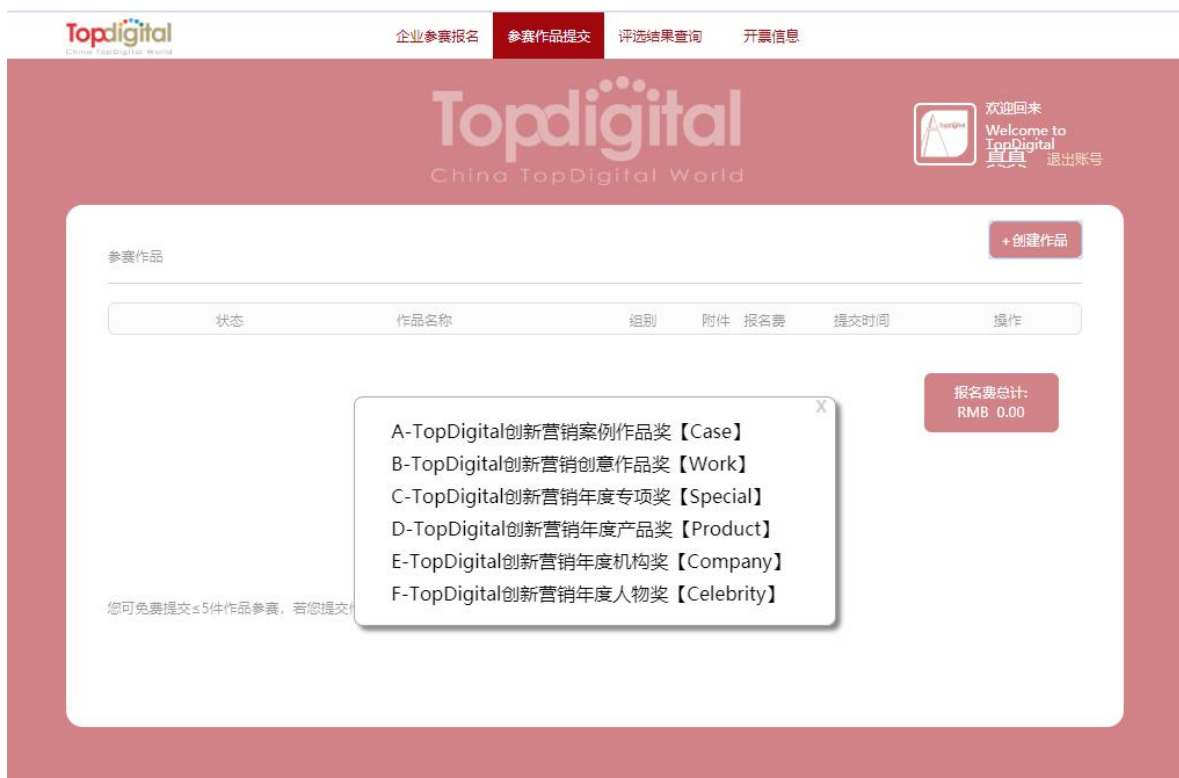 Topdigital
China TopDigital World
企业参赛报名 参赛作品提交 评选结果查询 开票信息
Topdigital
China TopDigital World
TopDigital
欢迎回来
Welcome to
TopDigital
真真 退出账号
+创建作品
参赛作品
状态 作品名称 组别 附件 报名费 提交时间 操作
报名费总计:
RMB 0.00
X
A-TopDigital创新营销案例作品奖【Case】
B-TopDigital创新营销创意作品奖【Work】
C-TopDigital创新营销年度专项奖【Special】
D-TopDigital创新营销年度产品奖【Product】
E-TopDigital创新营销年度机构奖【Company】
F-TopDigital创新营销年度人物奖【Celebrity】
您可免费提交≤5件作品参赛，若您提交